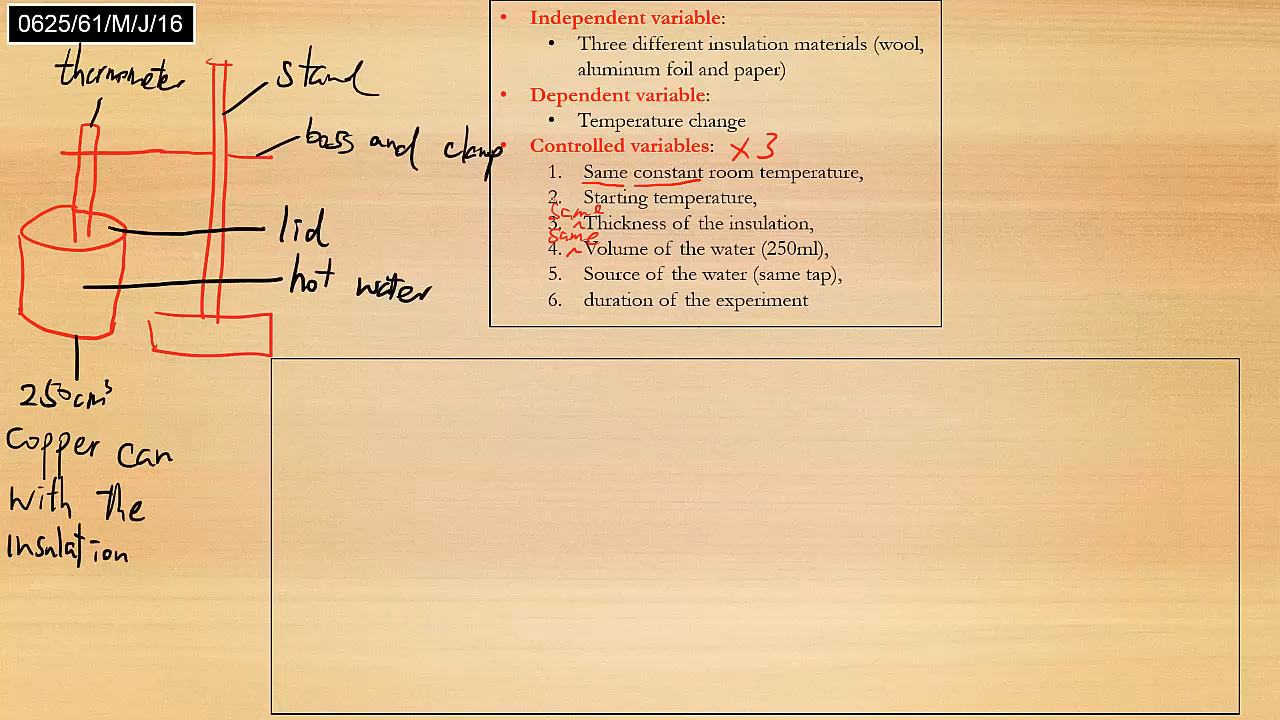 0625/61/M/J/16
thermometer
stand
boss and clamp
lid
hot water
250cm³
Copper can
with the
insulation
• Independent variable:
• Three different insulation materials (wool,
aluminum foil and paper)
• Dependent variable:
• Temperature change
• Controlled variables: ×3
1. Same constant room temperature,
2. Starting temperature,
same
3. Thickness of the insulation,
same
4. Volume of the water (250ml),
5. Source of the water (same tap),
6. duration of the experiment